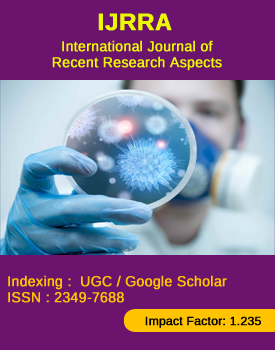 IJRRA
International Journal of
Recent Research Aspects
Indexing : UGC / Google Scholar
ISSN : 2349-7688
Impact Factor: 1.235